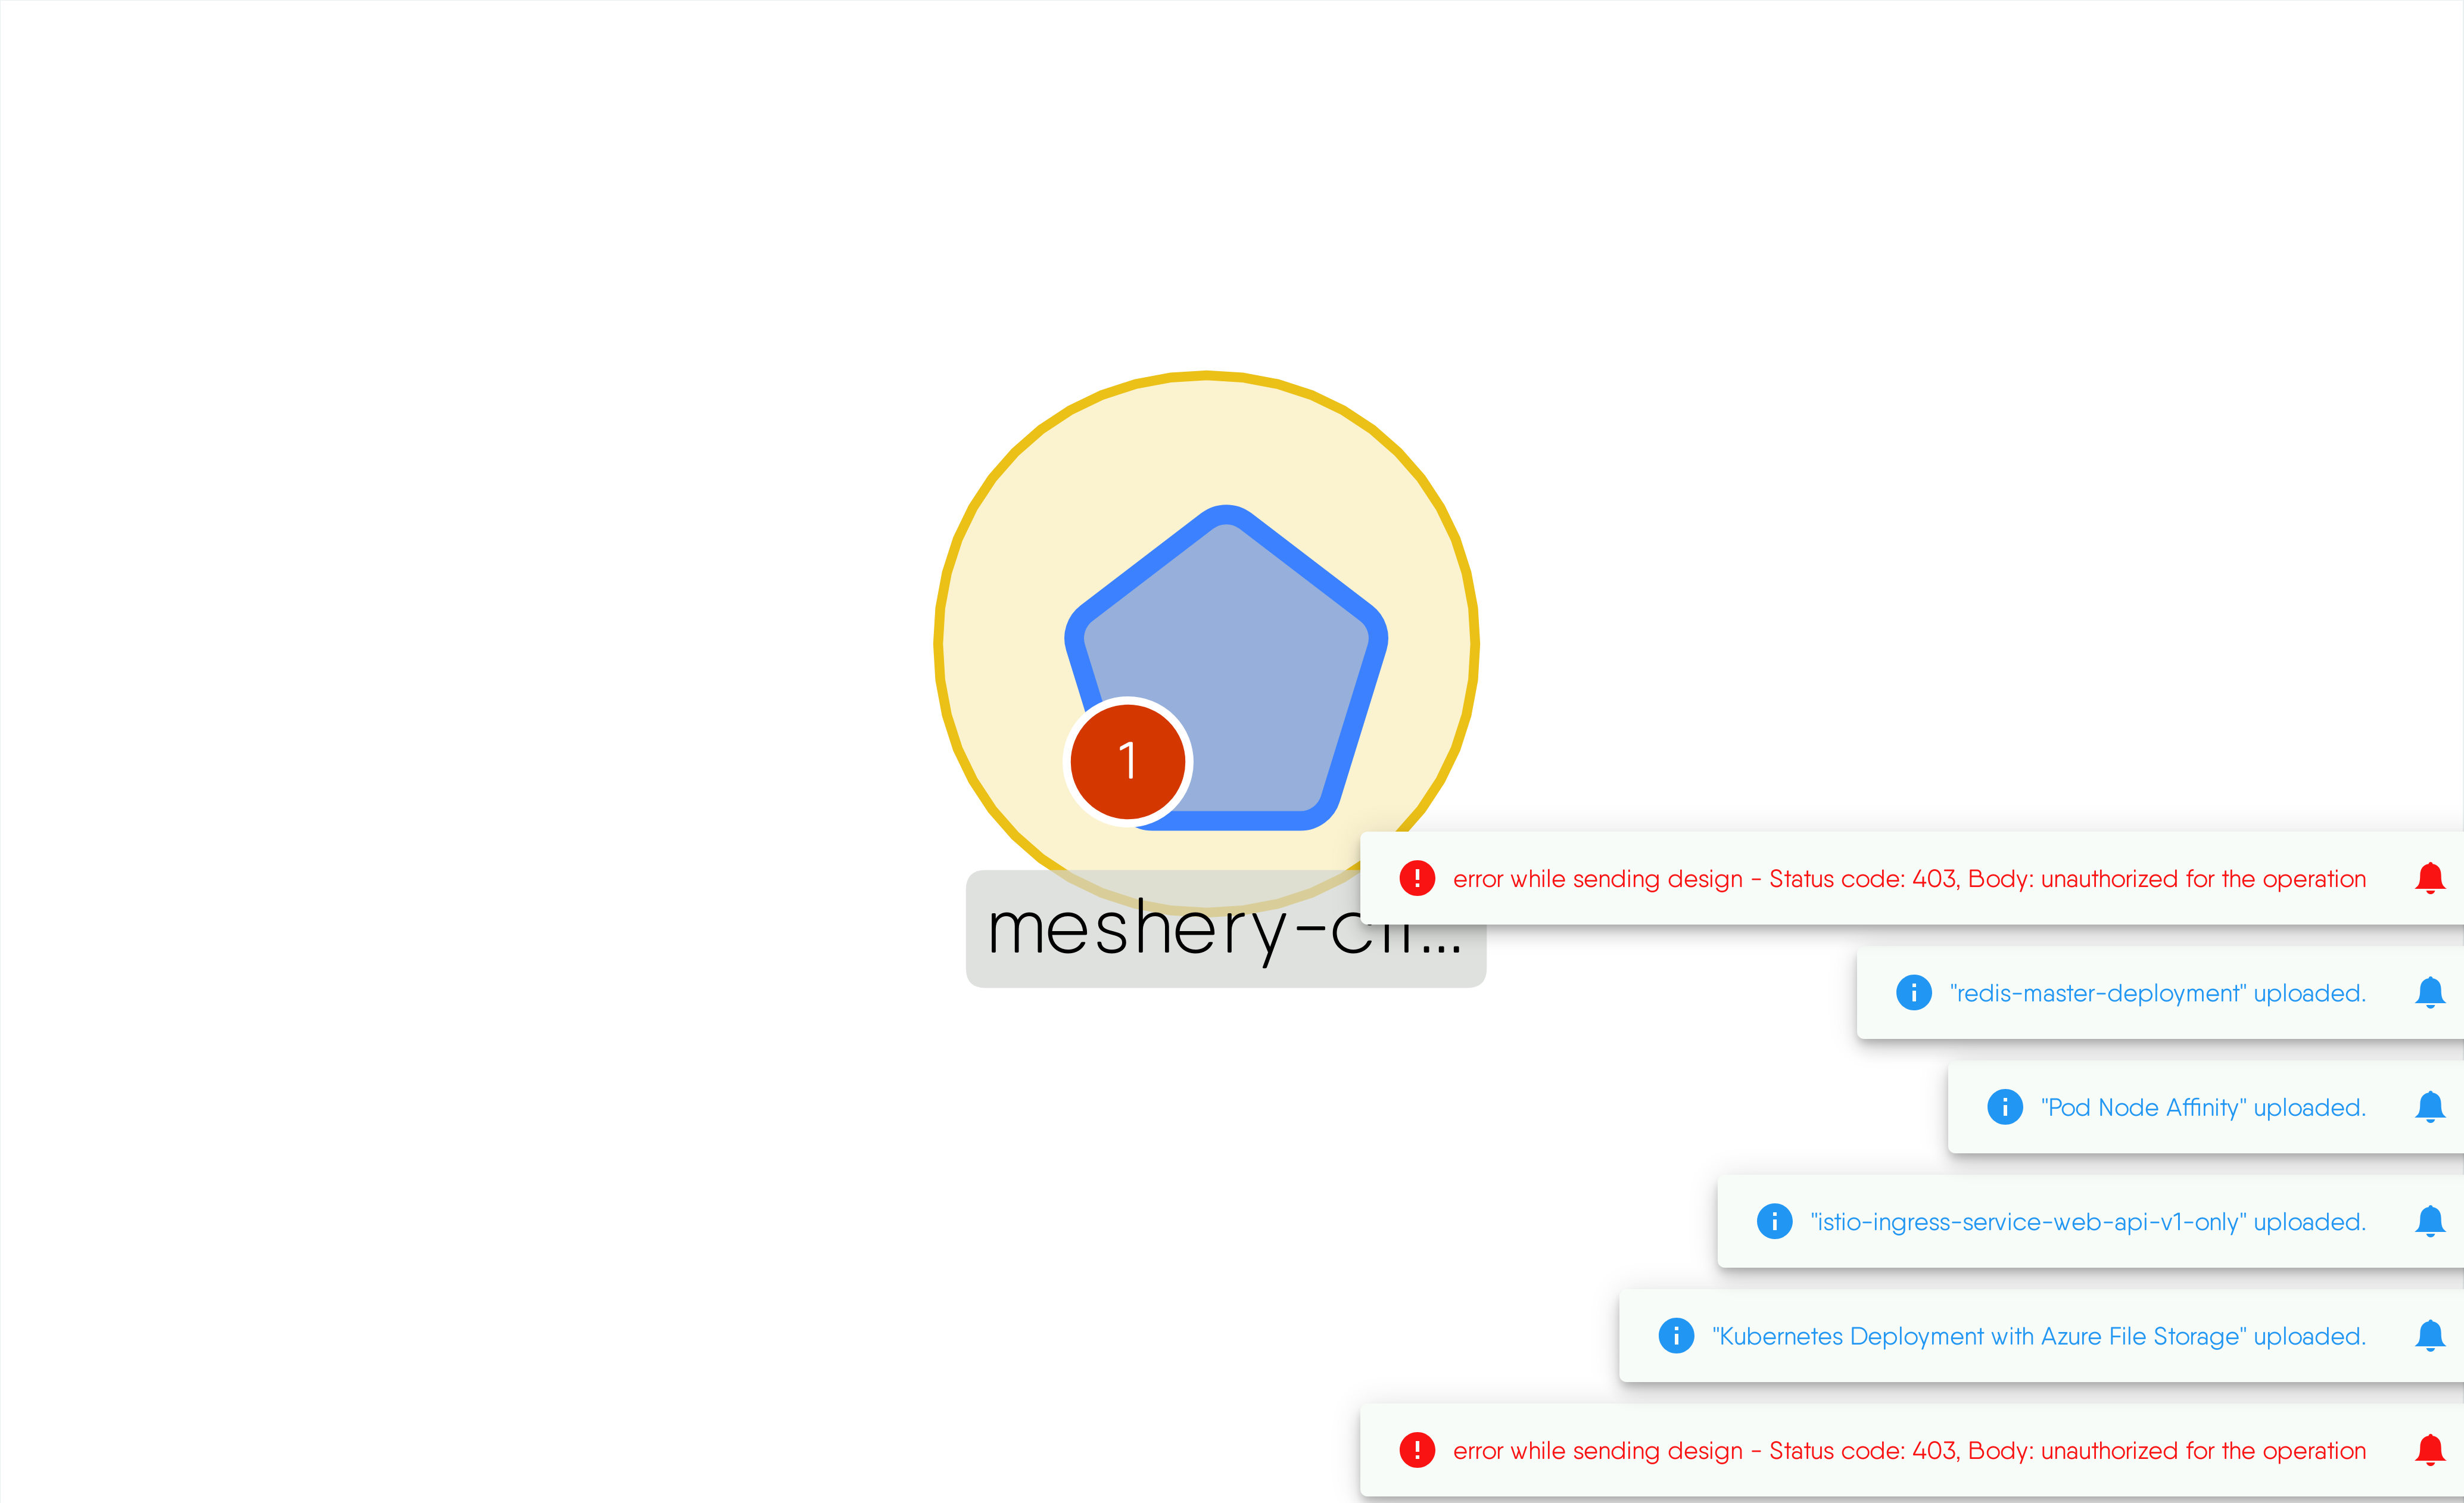 1
meshery-cl...
error while sending design - Status code: 403, Body: unauthorized for the operation
"redis-master-deployment" uploaded.
"Pod Node Affinity" uploaded.
"istio-ingress-service-web-api-v1-only" uploaded.
"Kubernetes Deployment with Azure File Storage" uploaded.
error while sending design - Status code: 403, Body: unauthorized for the operation